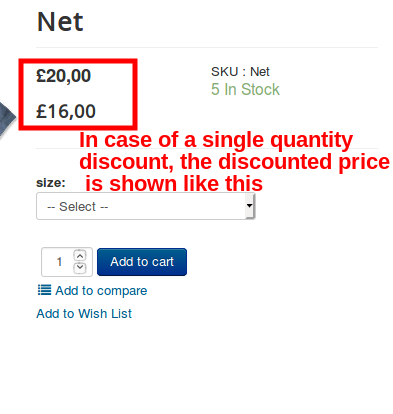 Net
£20,00
SKU : Net
5 In Stock
£16,00
In case of a single quantity
discount, the discounted price
is shown like this
size:
-- Select --
1
Add to cart
Add to compare
Add to Wish List